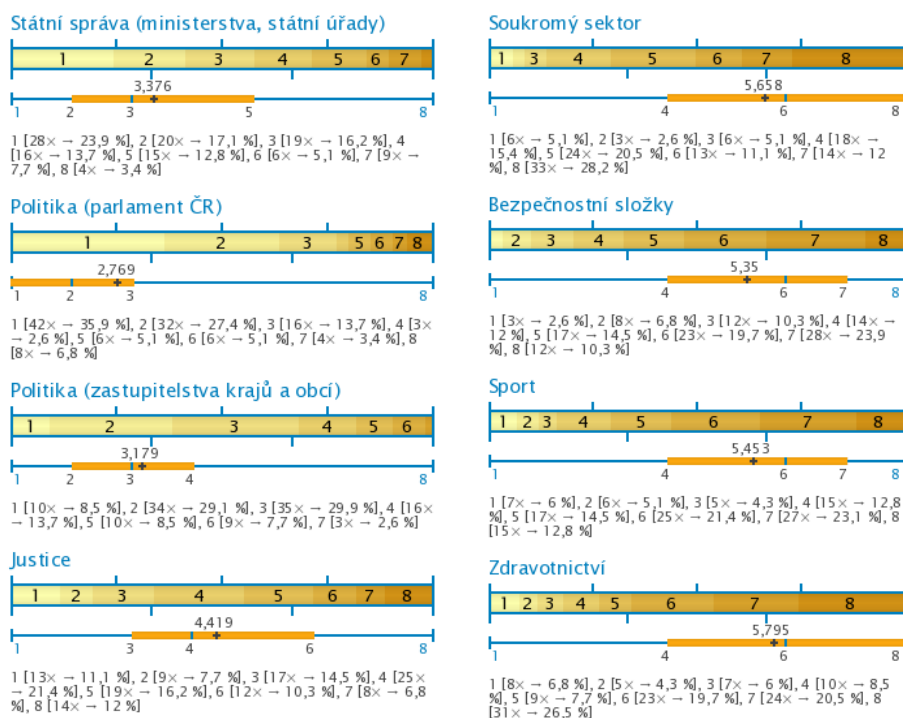 Státní správa (ministerstva, státní úřady)
1 2 3 4 5 6 7
3,376
1 2 3 5 8
1 [28× → 23,9 %], 2 [20× → 17,1 %], 3 [19× → 16,2 %], 4
[16× → 13,7 %], 5 [15× → 12,8 %], 6 [6× → 5,1 %], 7 [9× →
7,7 %], 8 [4× → 3,4 %]
Politika (parlament ČR)
1 2 3 5 6 7 8
2,769
1 2 3 8
1 [42× → 35,9 %], 2 [32× → 27,4 %], 3 [16× → 13,7 %], 4 [3×
→ 2,6 %], 5 [6× → 5,1 %], 6 [6× → 5,1 %], 7 [4× → 3,4 %], 8
[8× → 6,8 %]
Politika (zastupitelstva krajů a obcí)
1 2 3 4 5 6
3,179
1 2 3 4 8
1 [10× → 8,5 %], 2 [34× → 29,1 %], 3 [35× → 29,9 %], 4 [16×
→ 13,7 %], 5 [10× → 8,5 %], 6 [9× → 7,7 %], 7 [3× → 2,6 %]
Justice
1 2 3 4 5 6 7 8
4,419
1 3 4 6 8
1 [13× → 11,1 %], 2 [9× → 7,7 %], 3 [17× → 14,5 %], 4 [25×
→ 21,4 %], 5 [19× → 16,2 %], 6 [12× → 10,3 %], 7 [8× → 6,8
%], 8 [14× → 12 %]
Soukromý sektor
1 3 4 5 6 7 8
5,658
1 4 6 8
1 [6× → 5,1 %], 2 [3× → 2,6 %], 3 [6× → 5,1 %], 4 [18× →
15,4 %], 5 [24× → 20,5 %], 6 [13× → 11,1 %], 7 [14× → 12
%], 8 [33× → 28,2 %]
Bezpečnostní složky
2 3 4 5 6 7 8
5,35
1 4 6 7 8
1 [3× → 2,6 %], 2 [8× → 6,8 %], 3 [12× → 10,3 %], 4 [14× →
12 %], 5 [17× → 14,5 %], 6 [23× → 19,7 %], 7 [28× → 23,9
%], 8 [12× → 10,3 %]
Sport
1 2 3 4 5 6 7 8
5,453
1 4 6 7 8
1 [7× → 6 %], 2 [6× → 5,1 %], 3 [5× → 4,3 %], 4 [15× → 12,8
%], 5 [17× → 14,5 %], 6 [25× → 21,4 %], 7 [27× → 23,1 %], 8
[15× → 12,8 %]
Zdravotnictví
1 2 3 4 5 6 7 8
5,795
1 4 6 8
1 [8× → 6,8 %], 2 [5× → 4,3 %], 3 [7× → 6 %], 4 [10× → 8,5
%], 5 [9× → 7,7 %], 6 [23× → 19,7 %], 7 [24× → 20,5 %], 8
[31× → 26,5 %]